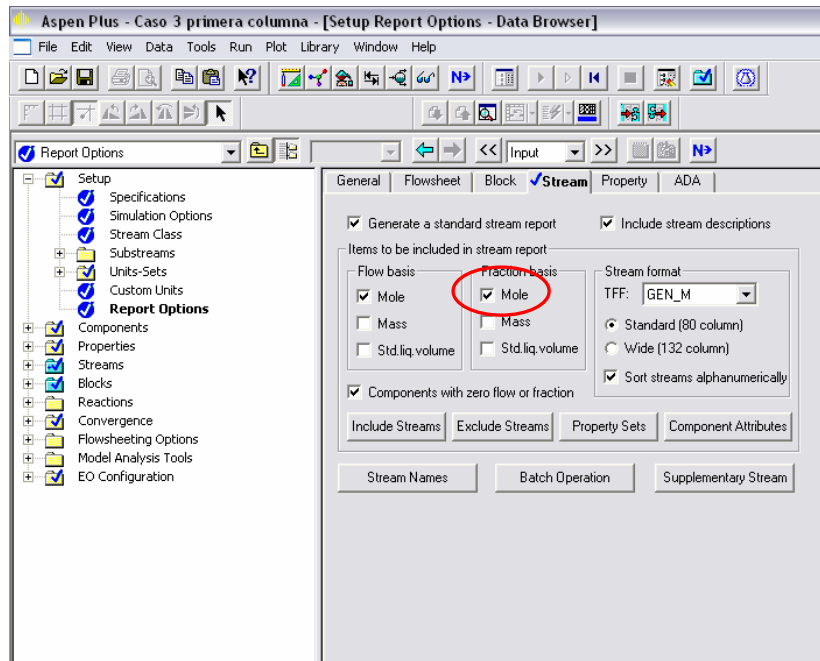 Aspen Plus - Caso 3 primera columna - [Setup Report Options - Data Browser]
File Edit View Data Tools Run Plot Library Window Help
N>
Report Options
<< Input >> N>
Setup
Specifications
Simulation Options
Stream Class
Substreams
Units-Sets
Custom Units
Report Options
Components
Properties
Streams
Blocks
Reactions
Convergence
Flowsheeting Options
Model Analysis Tools
EO Configuration
General Flowsheet Block Stream Property ADA
Generate a standard stream report Include stream descriptions
Items to be included in stream report
Flow basis Fraction basis Stream format
Mole Mole TFF: GEN_M
Mass Mass Standard (80 column)
Std.liq.volume Std.liq.volume Wide (132 column)
Sort streams alphanumerically
Components with zero flow or fraction
Include Streams Exclude Streams Property Sets Component Attributes
Stream Names Batch Operation Supplementary Stream